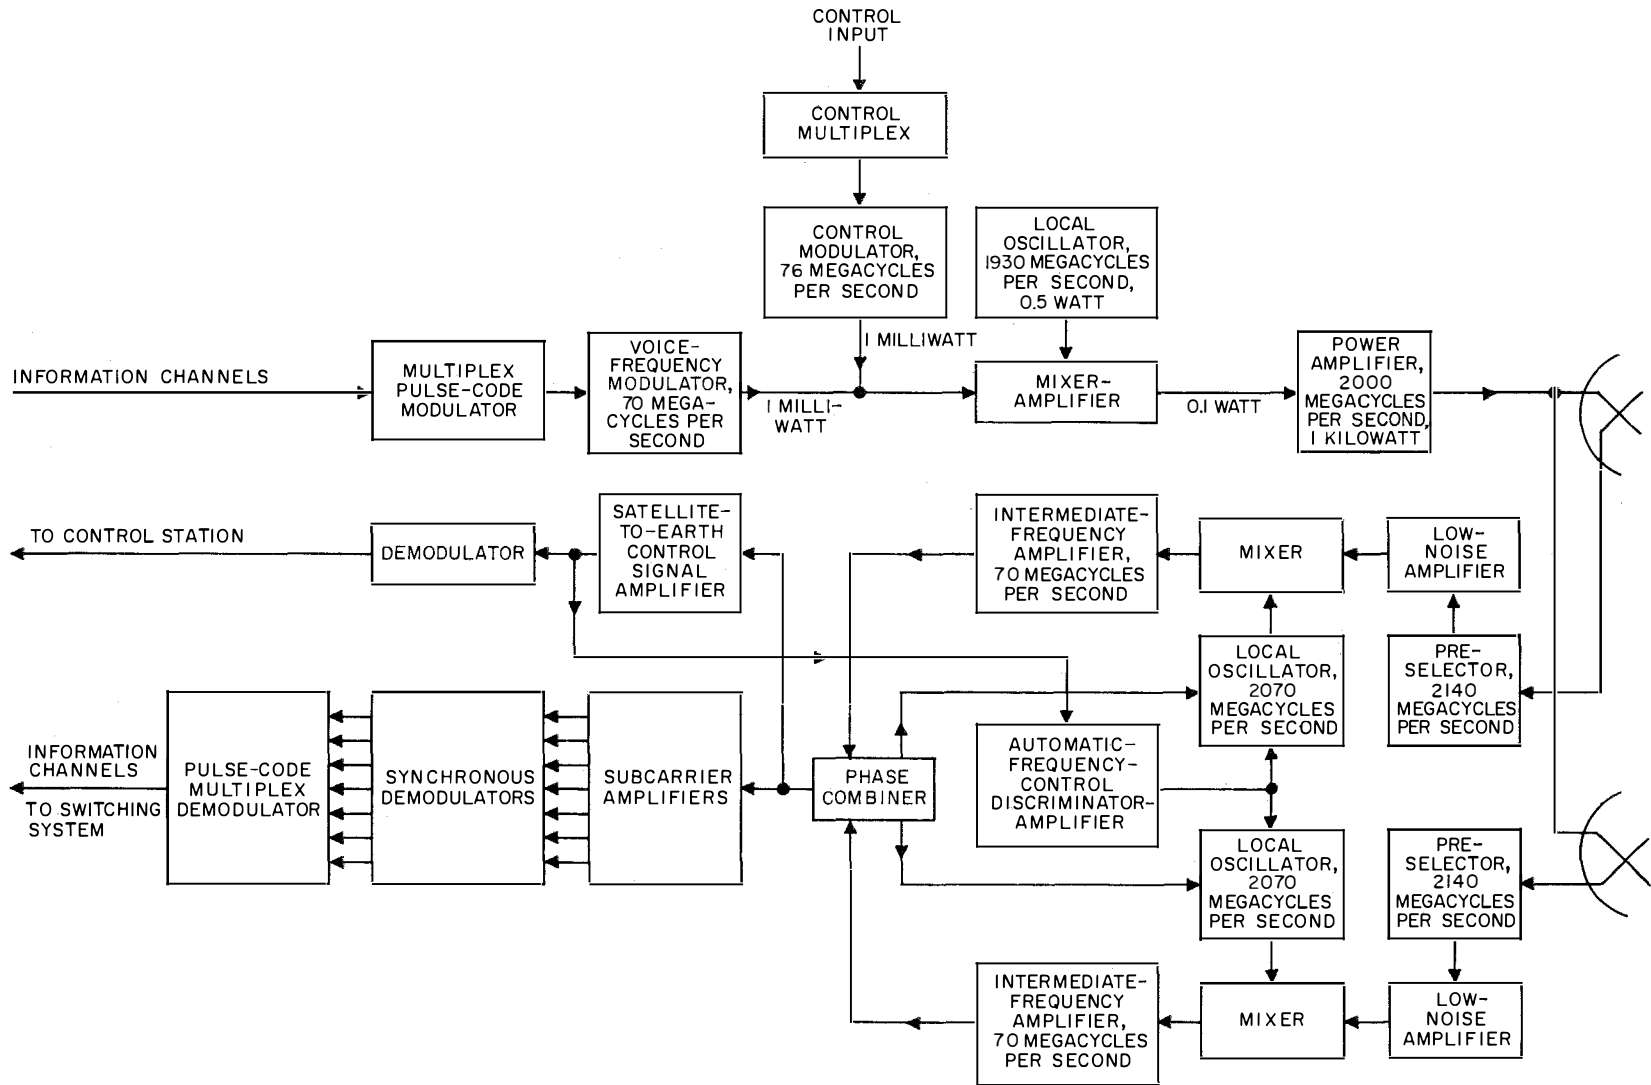 CONTROL
INPUT
CONTROL
MULTIPLEX
CONTROL
MODULATOR,
76 MEGACYCLES
PER SECOND
LOCAL
OSCILLATOR,
1930 MEGACYCLES
PER SECOND,
0.5 WATT
1 MILLIWATT
INFORMATION CHANNELS
MULTIPLEX
PULSE-CODE
MODULATOR
VOICE-
FREQUENCY
MODULATOR,
70 MEGA-
CYCLES PER
SECOND
1 MILLI-
WATT
MIXER-
AMPLIFIER
0.1 WATT
POWER
AMPLIFIER,
2000
MEGACYCLES
PER SECOND,
1 KILOWATT
TO CONTROL STATION
DEMODULATOR
SATELLITE-
TO-EARTH
CONTROL
SIGNAL
AMPLIFIER
INTERMEDIATE-
FREQUENCY
AMPLIFIER,
70 MEGACYCLES
PER SECOND
MIXER
LOW-
NOISE
AMPLIFIER
LOCAL
OSCILLATOR,
2070
MEGACYCLES
PER SECOND
PRE-
SELECTOR,
2140
MEGACYCLES
PER SECOND
INFORMATION
CHANNELS
TO SWITCHING
SYSTEM
PULSE-CODE
MULTIPLEX
DEMODULATOR
SYNCHRONOUS
DEMODULATORS
SUBCARRIER
AMPLIFIERS
PHASE
COMBINER
AUTOMATIC-
FREQUENCY-
CONTROL
DISCRIMINATOR-
AMPLIFIER
LOCAL
OSCILLATOR,
2070
MEGACYCLES
PER SECOND
PRE-
SELECTOR,
2140
MEGACYCLES
PER SECOND
INTERMEDIATE-
FREQUENCY
AMPLIFIER,
70 MEGACYCLES
PER SECOND
MIXER
LOW-
NOISE
AMPLIFIER